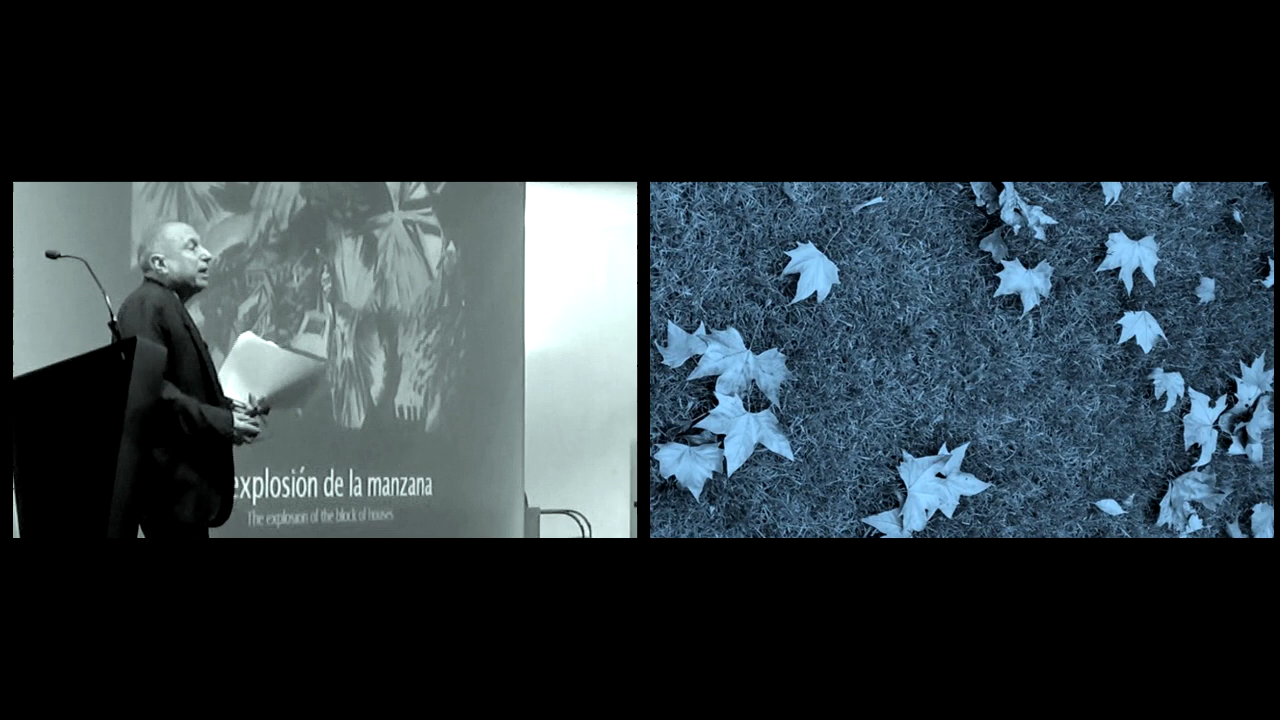 explosión de la manzana
The explosion of the block of houses